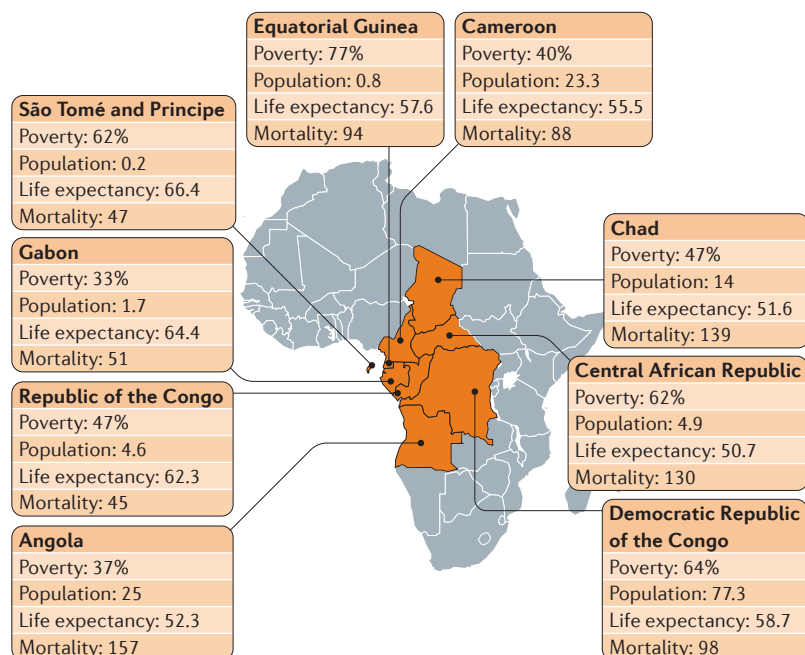 Equatorial Guinea
Poverty: 77%
Population: 0.8
Life expectancy: 57.6
Mortality: 94
Cameroon
Poverty: 40%
Population: 23.3
Life expectancy: 55.5
Mortality: 88
São Tomé and Principe
Poverty: 62%
Population: 0.2
Life expectancy: 66.4
Mortality: 47
Gabon
Poverty: 33%
Population: 1.7
Life expectancy: 64.4
Mortality: 51
Republic of the Congo
Poverty: 47%
Population: 4.6
Life expectancy: 62.3
Mortality: 45
Angola
Poverty: 37%
Population: 25
Life expectancy: 52.3
Mortality: 157
Chad
Poverty: 47%
Population: 14
Life expectancy: 51.6
Mortality: 139
Central African Republic
Poverty: 62%
Population: 4.9
Life expectancy: 50.7
Mortality: 130
Democratic Republic
of the Congo
Poverty: 64%
Population: 77.3
Life expectancy: 58.7
Mortality: 98